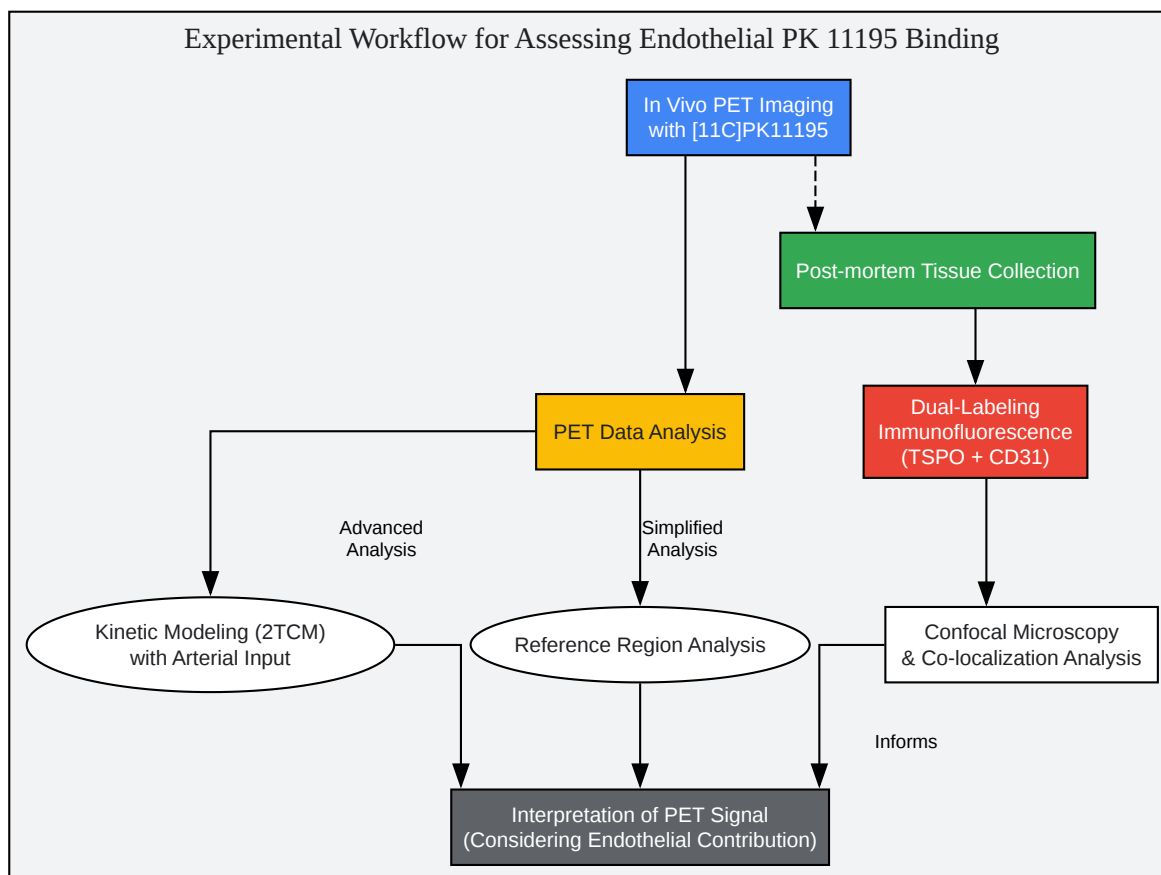 Experimental Workflow for Assessing Endothelial PK 11195 Binding
In Vivo PET Imaging
with [11C]PK11195
Post-mortem Tissue Collection
PET Data Analysis
Dual-Labeling
Immunofluorescence
(TSPO + CD31)
Advanced
Analysis
Simplified
Analysis
Kinetic Modeling (2TCM)
with Arterial Input
Reference Region Analysis
Confocal Microscopy
& Co-localization Analysis
Informs
Interpretation of PET Signal
(Considering Endothelial Contribution)